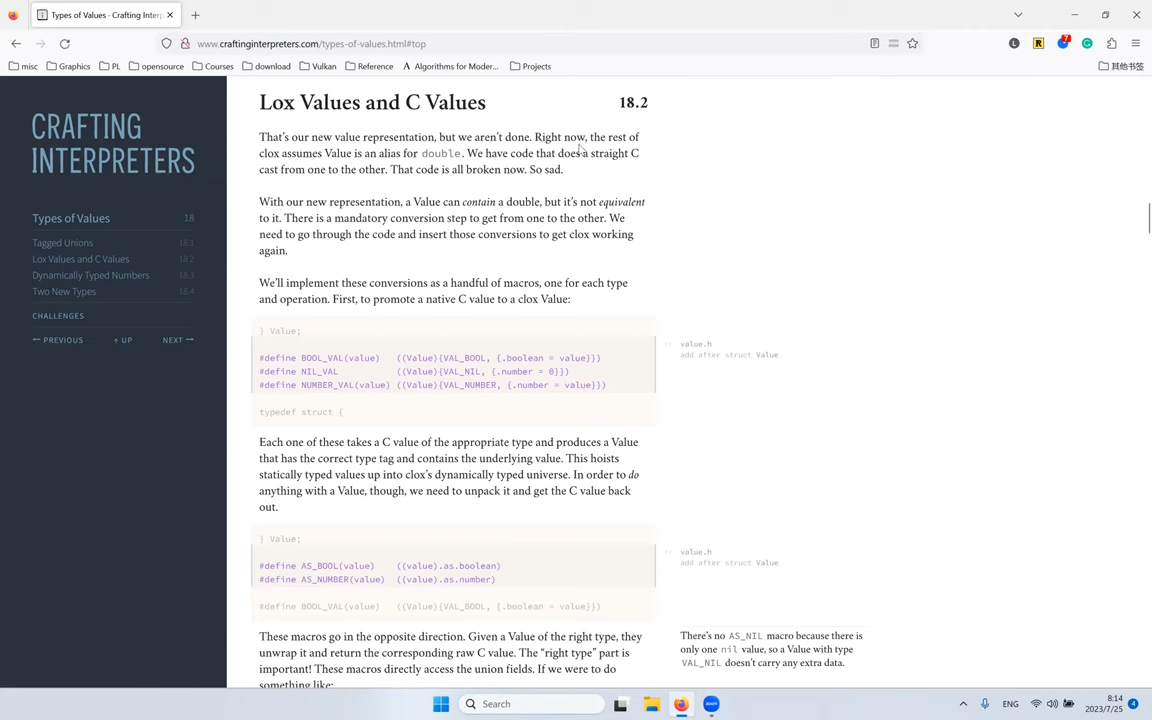 Types of Values - Crafting Interp
www.craftinginterpreters.com/types-of-values.html#top
7
misc Graphics PL opensource Courses download Vulkan Reference Algorithms for Moder... Projects 其他书签
CRAFTING
INTERPRETERS
Types of Values 18
Tagged Unions 18.1
Lox Values and C Values 18.2
Dynamically Typed Numbers 18.3
Two New Types 18.4
CHALLENGES
← PREVIOUS ↑ UP NEXT →
Lox Values and C Values 18.2
That's our new value representation, but we aren't done. Right now, the rest of
clox assumes Value is an alias for double. We have code that does a straight C
cast from one to the other. That code is all broken now. So sad.
With our new representation, a Value can contain a double, but it's not equivalent
to it. There is a mandatory conversion step to get from one to the other. We
need to go through the code and insert those conversions to get clox working
again.
We'll implement these conversions as a handful of macros, one for each type
and operation. First, to promote a native C value to a clox Value:
} Value;
#define BOOL_VAL(value) ((Value){VAL_BOOL, {.boolean = value}})
#define NIL_VAL ((Value){VAL_NIL, {.number = 0}})
#define NUMBER_VAL(value) ((Value){VAL_NUMBER, {.number = value}})
typedef struct {
value.h
add after struct Value
Each one of these takes a C value of the appropriate type and produces a Value
that has the correct type tag and contains the underlying value. This hoists
statically typed values up into clox's dynamically typed universe. In order to do
anything with a Value, though, we need to unpack it and get the C value back
out.
} Value;
#define AS_BOOL(value) ((value).as.boolean)
#define AS_NUMBER(value) ((value).as.number)
#define BOOL_VAL(value) ((Value){VAL_BOOL, {.boolean = value}})
value.h
add after struct Value
These macros go in the opposite direction. Given a Value of the right type, they
unwrap it and return the corresponding raw C value. The "right type" part is
important! These macros directly access the union fields. If we were to do
something like:
There's no AS_NIL macro because there is
only one nil value, so a Value with type
VAL_NIL doesn't carry any extra data.
Search
zoom
ENG
8:14
2023/7/25
4